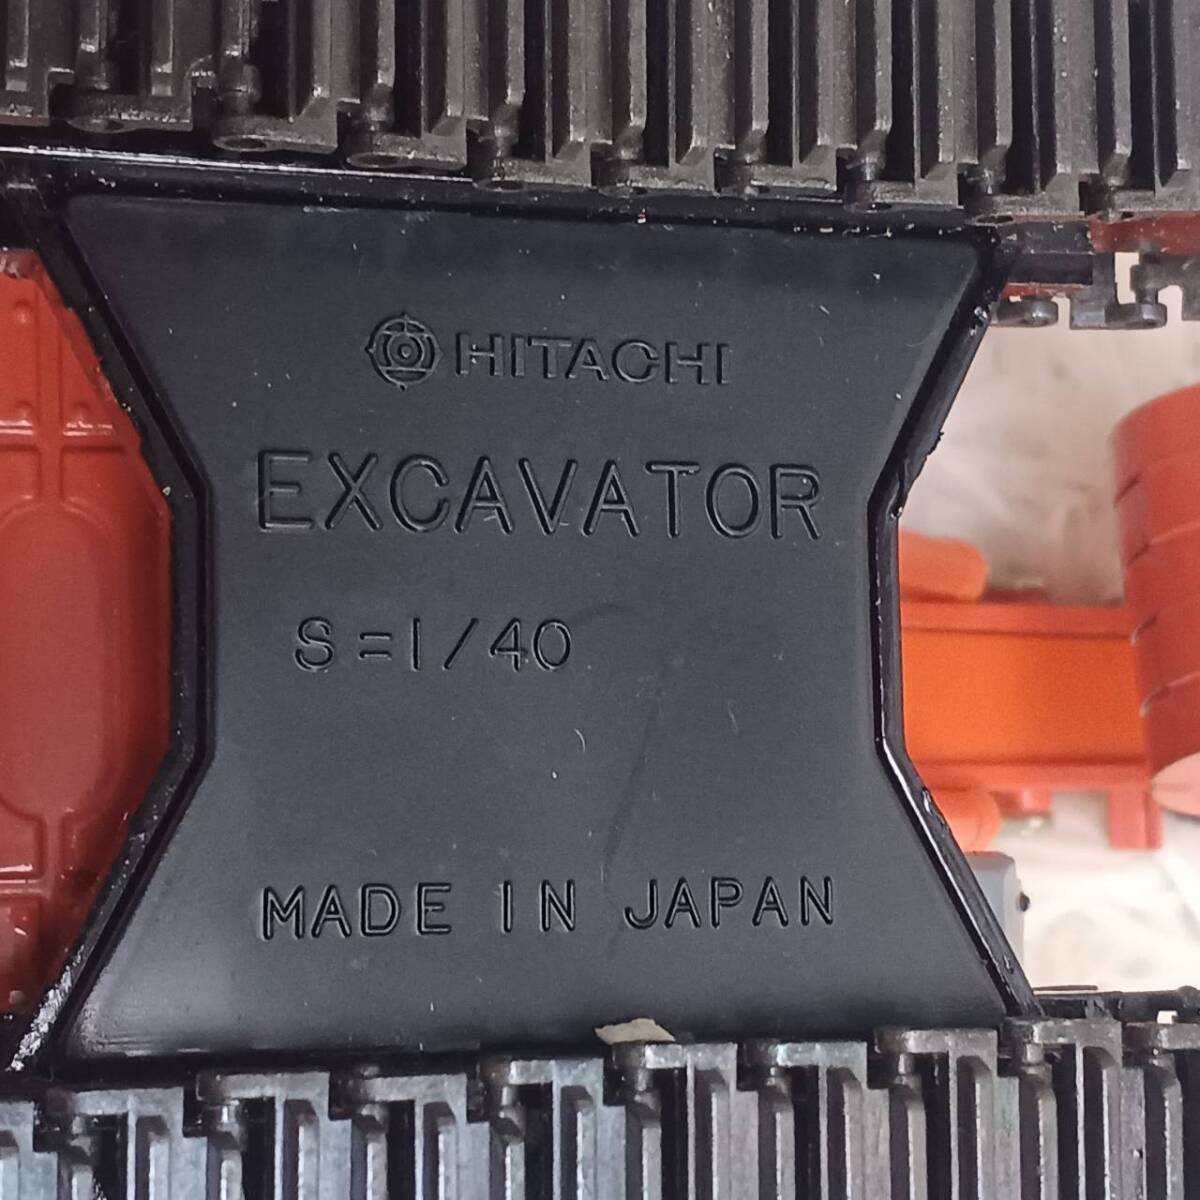 HITACHI
EXCAVATOR
S=1/40
MADE IN JAPAN